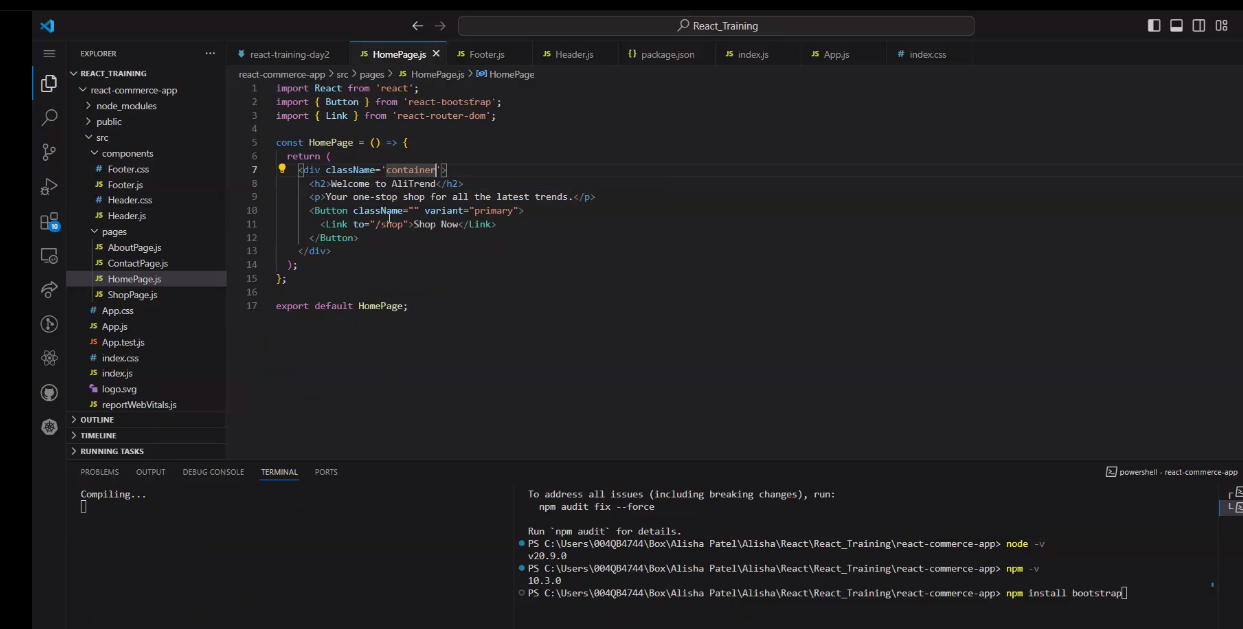 React_Training
EXPLORER
REACT_TRAINING
react-commerce-app
node_modules
public
src
components
Footer.css
Footer.js
Header.css
Header.js
pages
AboutPage.js
ContactPage.js
HomePage.js
ShopPage.js
App.css
App.js
App.test.js
index.css
index.js
logo.svg
reportWebVitals.js
OUTLINE
TIMELINE
RUNNING TASKS
10
react-training-day2
JS HomePage.js
JS Footer.js
JS Header.js
{} package.json
JS index.js
JS App.js
# index.css
react-commerce-app > src > pages > JS HomePage.js > HomePage
1 import React from 'react';
2 import { Button } from 'react-bootstrap';
3 import { Link } from 'react-router-dom';
4
5 const HomePage = () => {
6 return (
7 <div className='container'>
8 <h2>Welcome to AliTrend</h2>
9 <p>Your one-stop shop for all the latest trends.</p>
10 <Button className="" variant="primary">
11 <Link to="/shop">Shop Now</Link>
12 </Button>
13 </div>
14 );
15 };
16
17 export default HomePage;
PROBLEMS OUTPUT DEBUG CONSOLE TERMINAL PORTS
powershell - react-commerce-app
Compiling...
To address all issues (including breaking changes), run:
npm audit fix --force
Run `npm audit` for details.
PS C:\Users\004QB4744\Box\Alisha Patel\Alisha\React\React_Training\react-commerce-app> node -v
v20.9.0
PS C:\Users\004QB4744\Box\Alisha Patel\Alisha\React\React_Training\react-commerce-app> npm -v
10.3.0
PS C:\Users\004QB4744\Box\Alisha Patel\Alisha\React\React_Training\react-commerce-app> npm install bootstrap